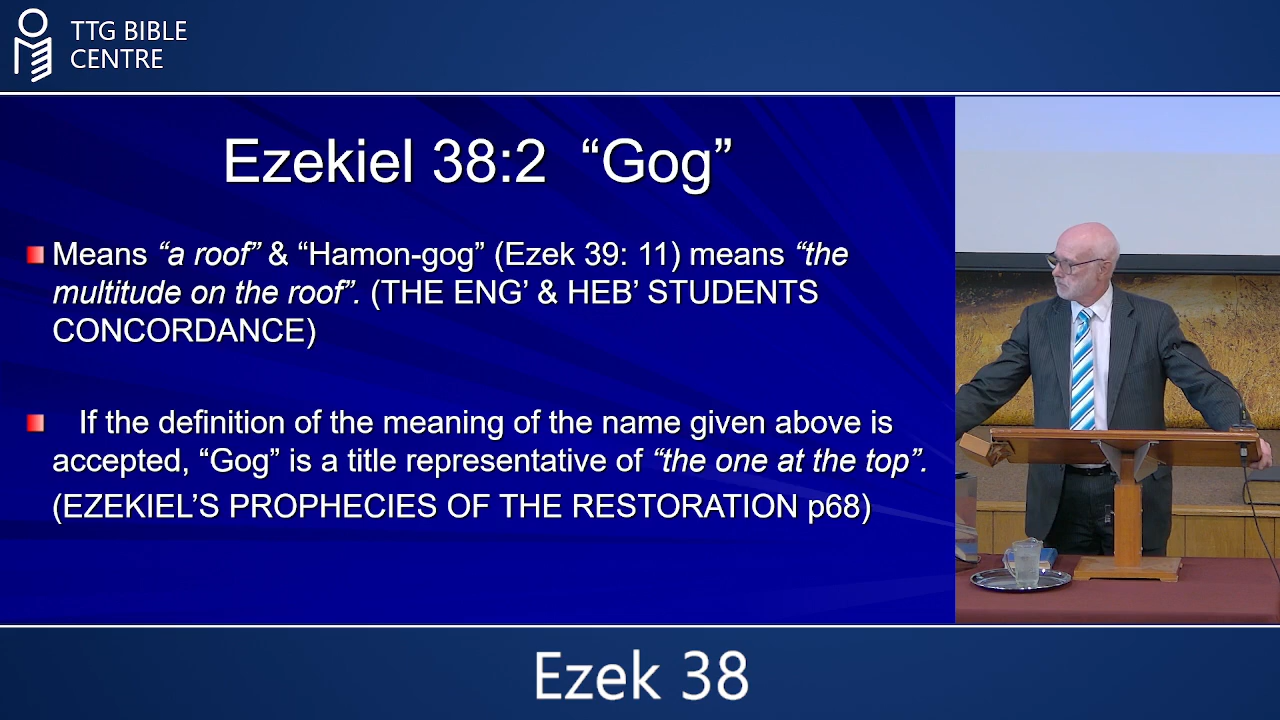 TTG BIBLE
CENTRE
Ezekiel 38:2 “Gog”
Means “a roof” & “Hamon-gog” (Ezek 39: 11) means “the
multitude on the roof”. (THE ENG’ & HEB’ STUDENTS
CONCORDANCE)
If the definition of the meaning of the name given above is
accepted, “Gog” is a title representative of “the one at the top”.
(EZEKIEL’S PROPHECIES OF THE RESTORATION p68)
Ezek 38